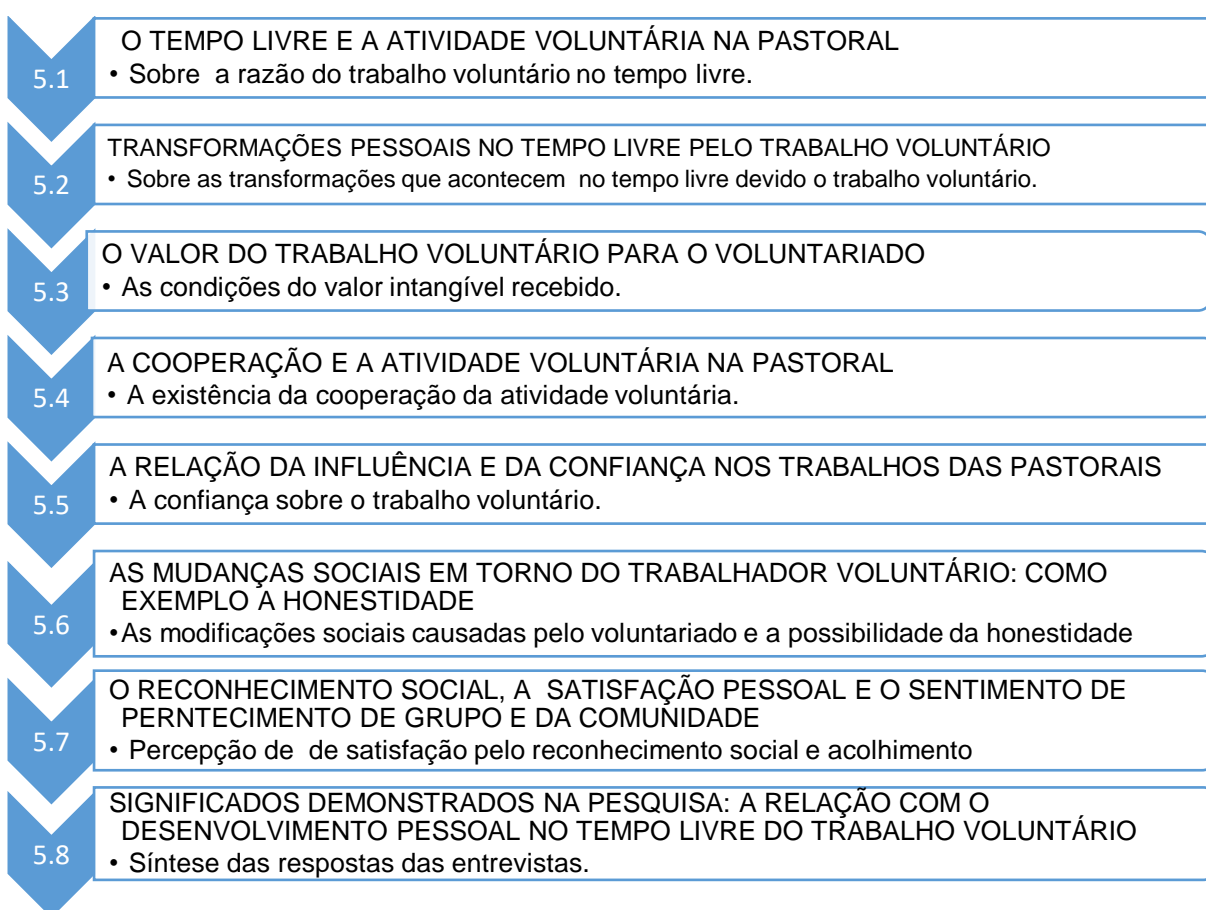 O TEMPO LIVRE E A ATIVIDADE VOLUNTÁRIA NA PASTORAL
5.1
• Sobre a razão do trabalho voluntário no tempo livre.
TRANSFORMAÇÕES PESSOAIS NO TEMPO LIVRE PELO TRABALHO VOLUNTÁRIO
5.2
• Sobre as transformações que acontecem no tempo livre devido o trabalho voluntário.
O VALOR DO TRABALHO VOLUNTÁRIO PARA O VOLUNTARIADO
5.3
• As condições do valor intangível recebido.
A COOPERAÇÃO E A ATIVIDADE VOLUNTÁRIA NA PASTORAL
5.4
• A existência da cooperação da atividade voluntária.
A RELAÇÃO DA INFLUÊNCIA E DA CONFIANÇA NOS TRABALHOS DAS PASTORAIS
5.5
• A confiança sobre o trabalho voluntário.
AS MUDANÇAS SOCIAIS EM TORNO DO TRABALHADOR VOLUNTÁRIO: COMO
EXEMPLO A HONESTIDADE
5.6
•As modificações sociais causadas pelo voluntariado e a possibilidade da honestidade
O RECONHECIMENTO SOCIAL, A SATISFAÇÃO PESSOAL E O SENTIMENTO DE
PERNTECIMENTO DE GRUPO E DA COMUNIDADE
5.7
• Percepção de de satisfação pelo reconhecimento social e acolhimento
SIGNIFICADOS DEMONSTRADOS NA PESQUISA: A RELAÇÃO COM O
DESENVOLVIMENTO PESSOAL NO TEMPO LIVRE DO TRABALHO VOLUNTÁRIO
5.8
• Síntese das respostas das entrevistas.